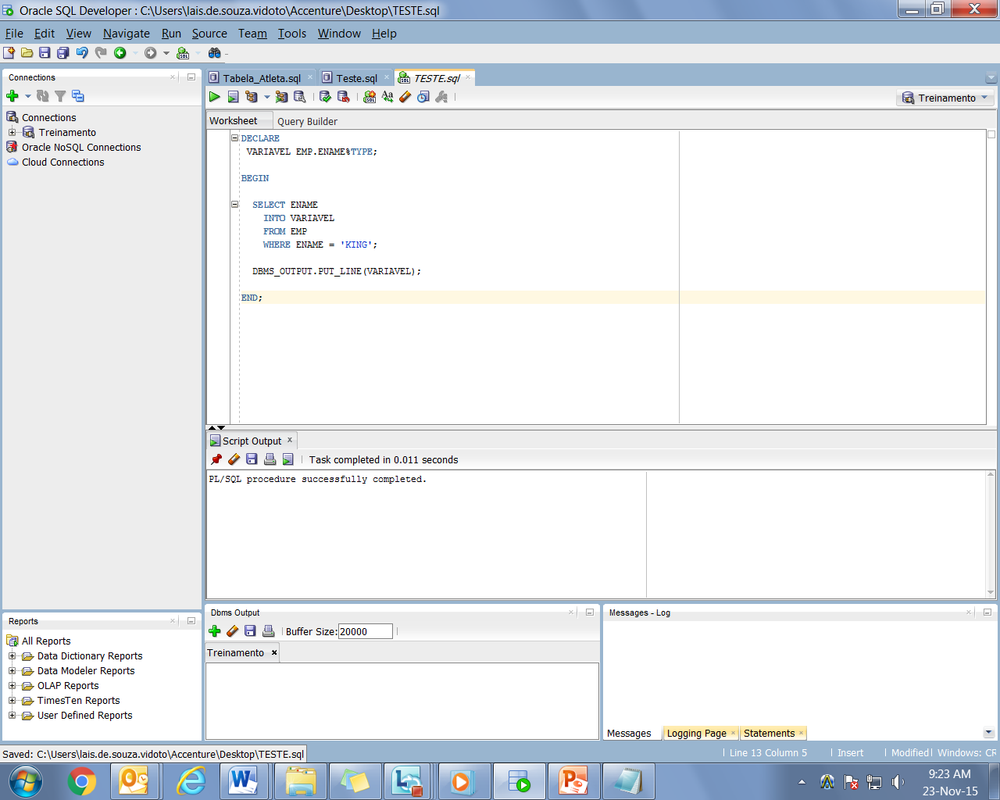 Oracle SQL Developer : C:\Users\lais.de.souza.vidoto\Accenture\Desktop\TESTE.sql
File Edit View Navigate Run Source Team Tools Window Help
Connections
Connections
Treinamento
Oracle NoSQL Connections
Cloud Connections
Tabela_Atleta.sql Teste.sql TESTE.sql
Treinamento
Worksheet Query Builder
DECLARE
VARIAVEL EMP.ENAME%TYPE;
BEGIN
SELECT ENAME
INTO VARIAVEL
FROM EMP
WHERE ENAME = 'KING';
DBMS_OUTPUT.PUT_LINE(VARIAVEL);
END;
Script Output
Task completed in 0.011 seconds
PL/SQL procedure successfully completed.
Reports
All Reports
Data Dictionary Reports
Data Modeler Reports
OLAP Reports
TimesTen Reports
User Defined Reports
Dbms Output
Buffer Size: 20000
Treinamento
Messages - Log
Messages Logging Page Statements
Saved: C:\Users\lais.de.souza.vidoto\Accenture\Desktop\TESTE.sql
Line 13 Column 5 Insert Modified Windows: CR
9:23 AM
23-Nov-15